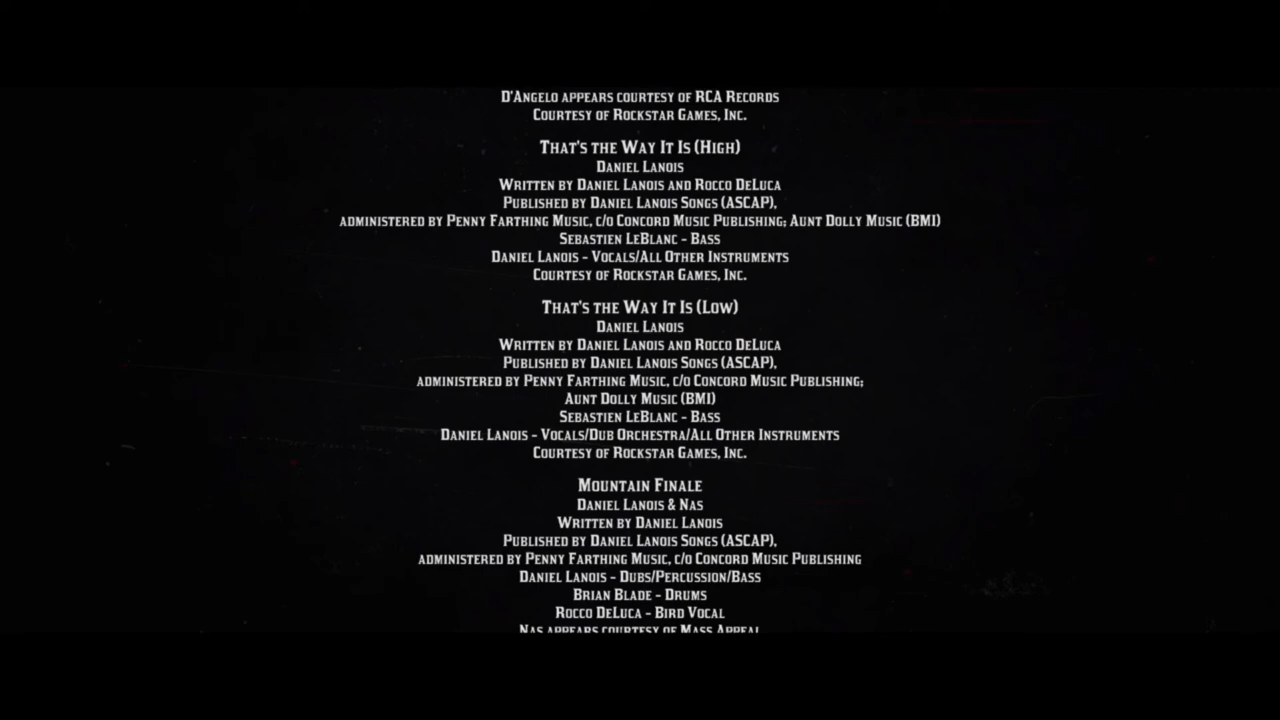 D'Angelo appears courtesy of RCA Records
Courtesy of Rockstar Games, Inc.
That's the Way It Is (High)
Daniel Lanois
Written by Daniel Lanois and Rocco DeLuca
Published by Daniel Lanois Songs (ASCAP),
administered by Penny Farthing Music, c/o Concord Music Publishing; Aunt Dolly Music (BMI)
Sebastien LeBlanc - Bass
Daniel Lanois - Vocals/All Other Instruments
Courtesy of Rockstar Games, Inc.
That's the Way It Is (Low)
Daniel Lanois
Written by Daniel Lanois and Rocco DeLuca
Published by Daniel Lanois Songs (ASCAP),
administered by Penny Farthing Music, c/o Concord Music Publishing;
Aunt Dolly Music (BMI)
Sebastien LeBlanc - Bass
Daniel Lanois - Vocals/Dub Orchestra/All Other Instruments
Courtesy of Rockstar Games, Inc.
Mountain Finale
Daniel Lanois & Nas
Written by Daniel Lanois
Published by Daniel Lanois Songs (ASCAP),
administered by Penny Farthing Music, c/o Concord Music Publishing
Daniel Lanois - Dubs/Percussion/Bass
Brian Blade - Drums
Rocco DeLuca - Bird Vocal
Nas appears courtesy of Mass Appeal